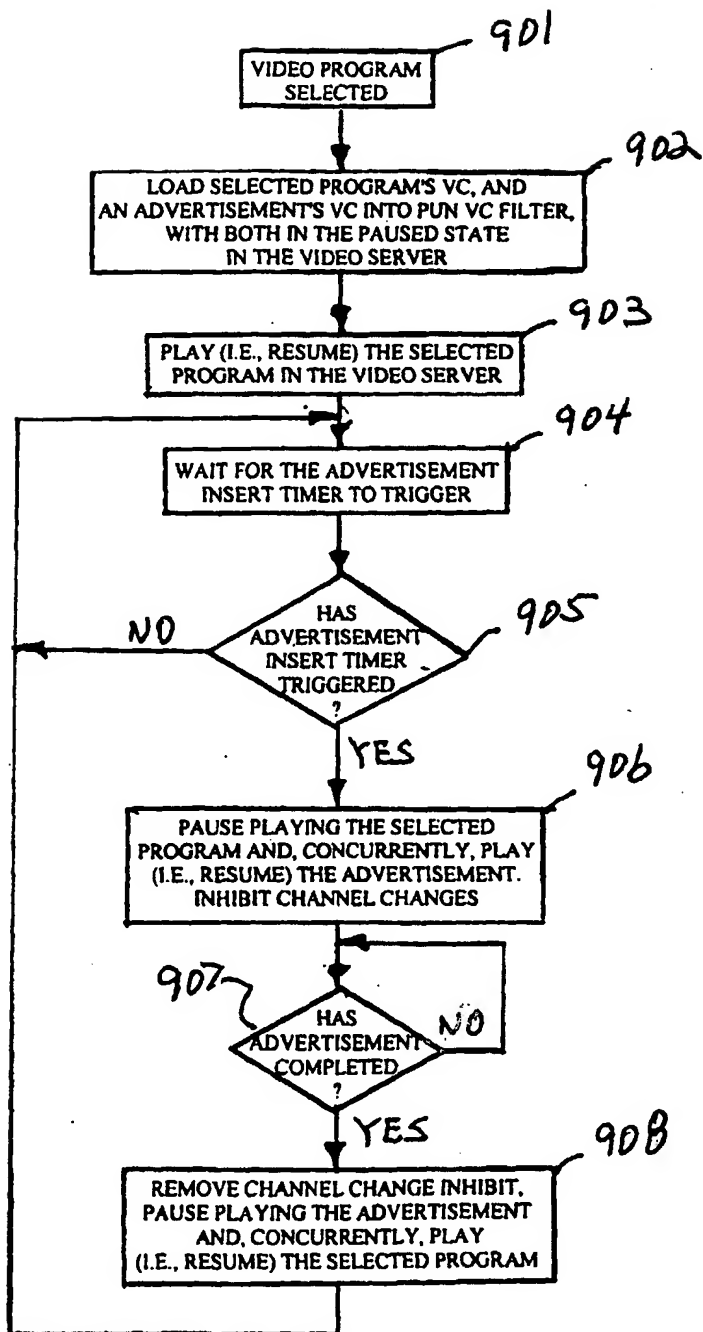 901
VIDEO PROGRAM
SELECTED
902
LOAD SELECTED PROGRAM'S VC, AND
AN ADVERTISEMENT'S VC INTO PUN VC FILTER,
WITH BOTH IN THE PAUSED STATE
IN THE VIDEO SERVER
903
PLAY (I.E., RESUME) THE SELECTED
PROGRAM IN THE VIDEO SERVER
904
WAIT FOR THE ADVERTISEMENT
INSERT TIMER TO TRIGGER
905
NO
HAS
ADVERTISEMENT
INSERT TIMER
TRIGGERED
?
YES
906
PAUSE PLAYING THE SELECTED
PROGRAM AND, CONCURRENTLY, PLAY
(I.E., RESUME) THE ADVERTISEMENT.
INHIBIT CHANNEL CHANGES
907
HAS
ADVERTISEMENT
COMPLETED
?
NO
YES
908
REMOVE CHANNEL CHANGE INHIBIT,
PAUSE PLAYING THE ADVERTISEMENT
AND, CONCURRENTLY, PLAY
(I.E., RESUME) THE SELECTED PROGRAM